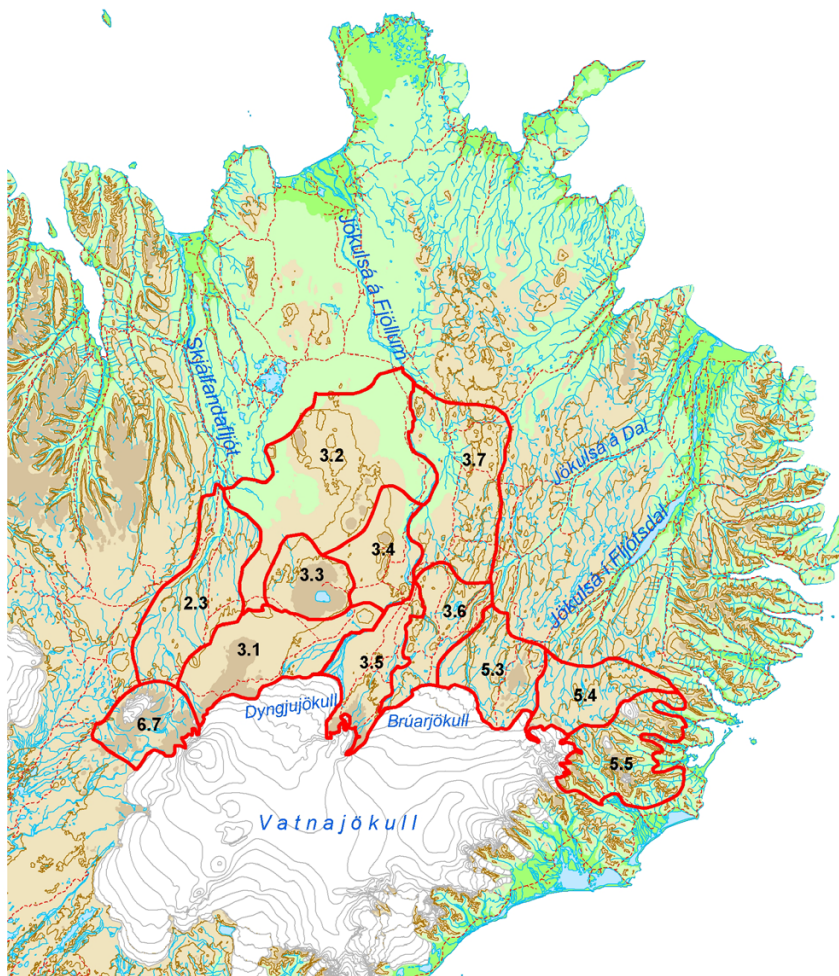 Jökulsá á Fjöllum
Skjálfandafljót
3.2
3.7
Jökulsá á Dal
3.4
3.3
Jökulsá í Fljótsdal
2.3
3.6
3.1
3.5
5.3
5.4
Dyngjujökull
Brúarjökull
6.7
5.5
Vatnajökull